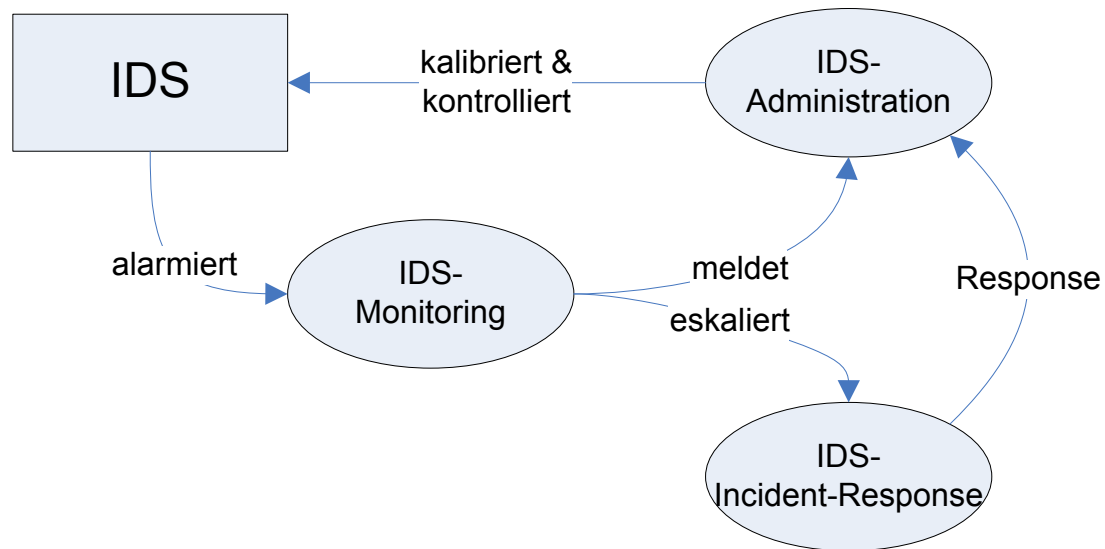 IDS
kalibriert &
kontrolliert
IDS-
Administration
alarmiert
IDS-
Monitoring
meldet
eskaliert
Response
IDS-
Incident-Response